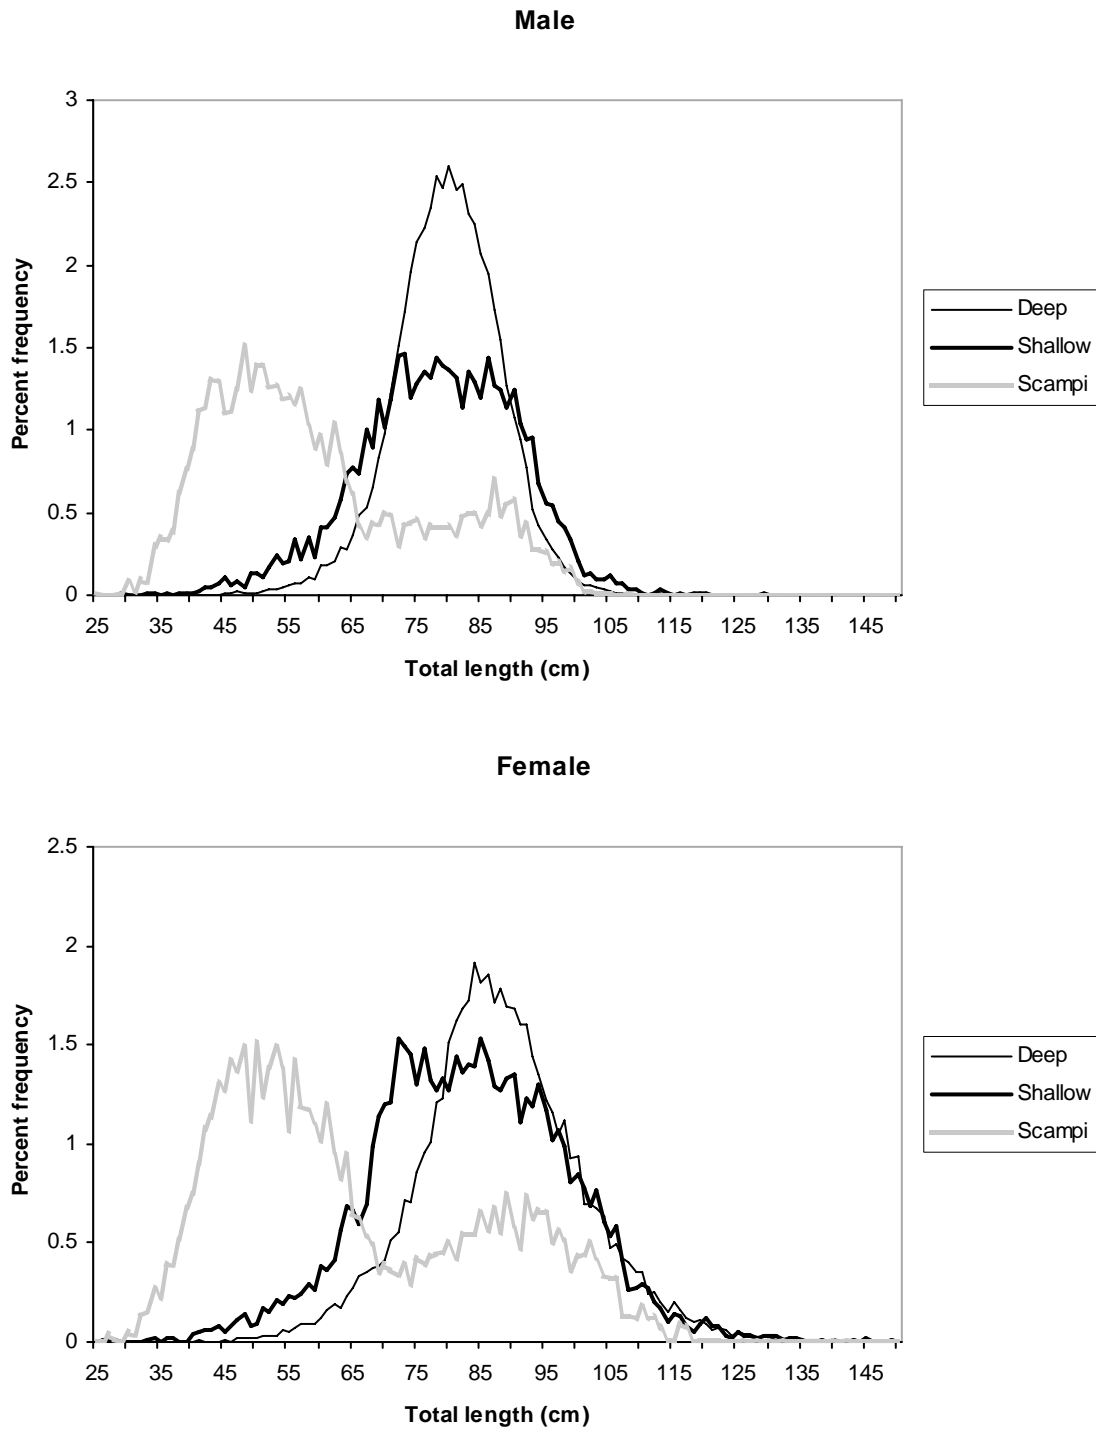 Male
3
2.5
2
1.5
1
0.5
0
Percent frequency
25 35 45 55 65 75 85 95 105 115 125 135 145
Total length (cm)
Deep
Shallow
Scampi
Female
2.5
2
1.5
1
0.5
0
Percent frequency
25 35 45 55 65 75 85 95 105 115 125 135 145
Total length (cm)
Deep
Shallow
Scampi